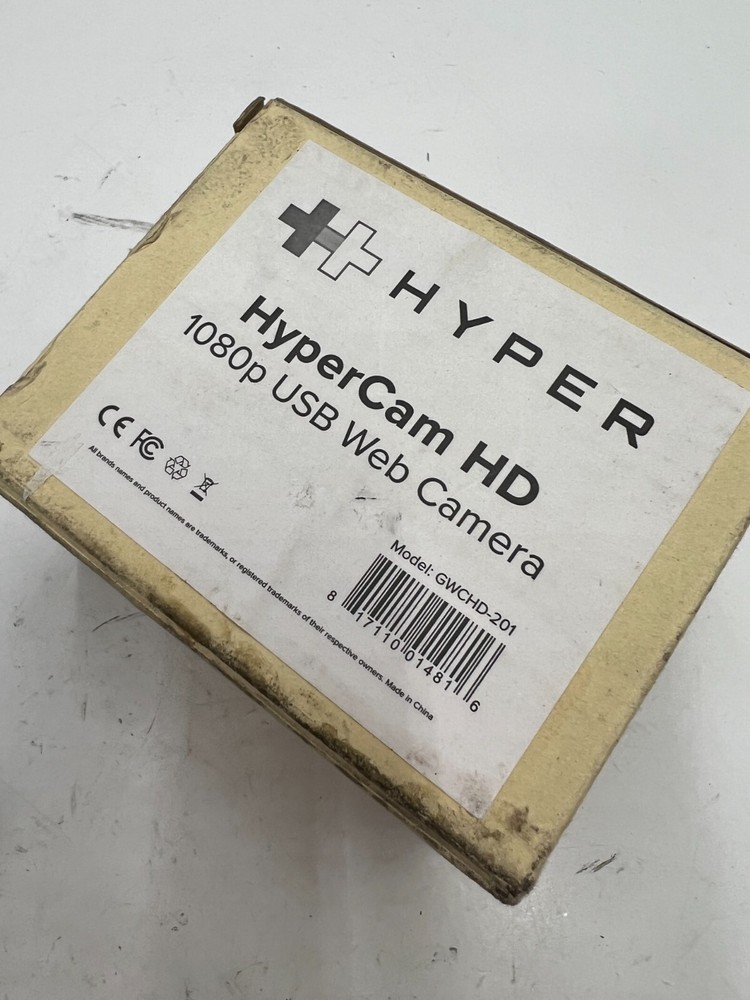 HYPER
HyperCam HD
1080p USB Web Camera
CE FC
All brands names and product names are trademarks, or registered trademarks of their respective owners. Made in China
Model: GWCHD-201
8 17110 01481 6